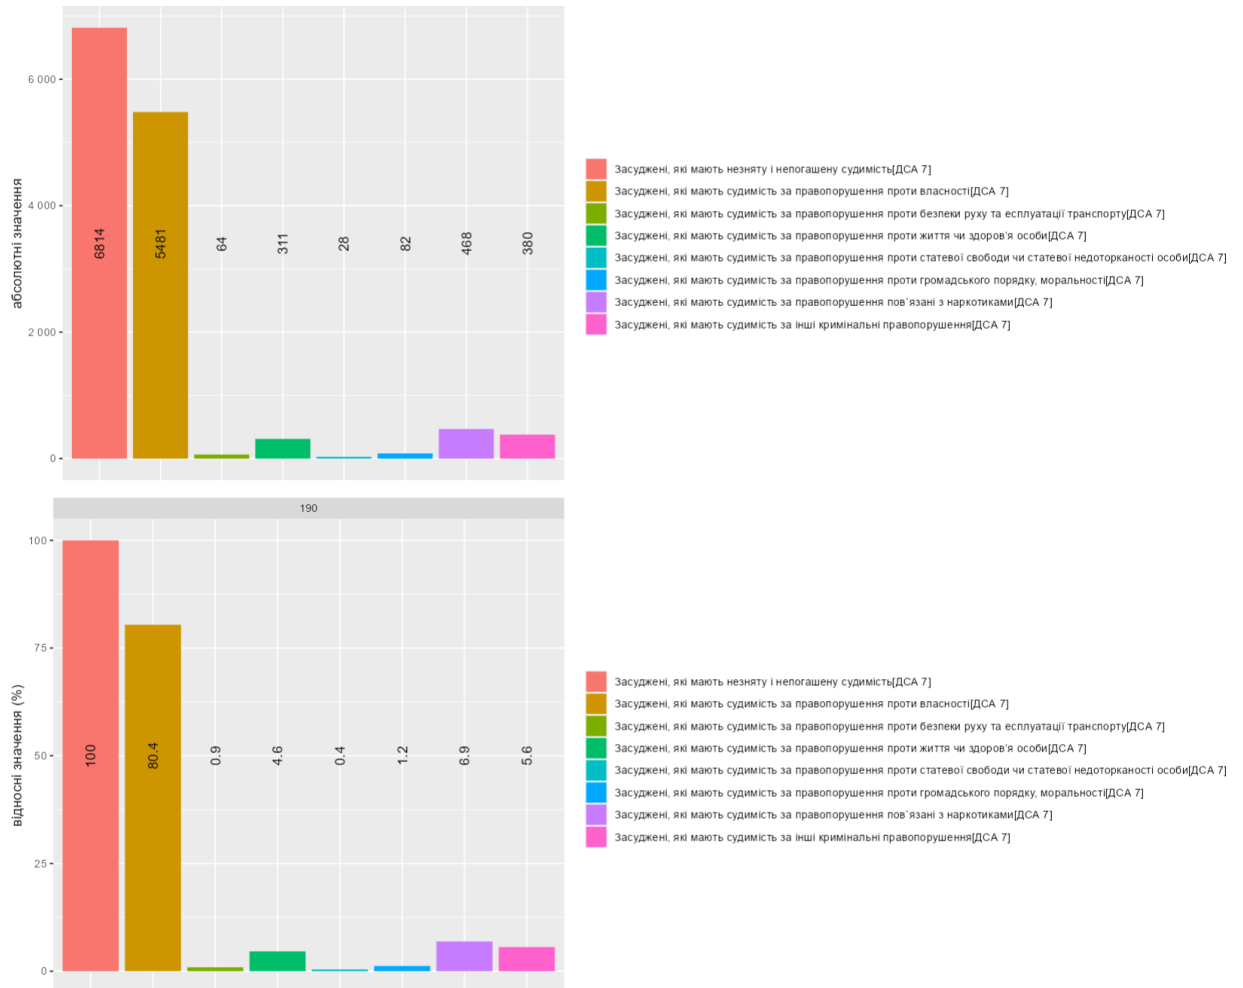 абсолютні значення
6 000
4 000
2 000
0
6814
5481
64
311
28
82
468
380
Засуджені, які мають незняту і непогашену судимість[ДСА 7]
Засуджені, які мають судимість за правопорушення проти власності[ДСА 7]
Засуджені, які мають судимість за правопорушення проти безпеки руху та есплуатації транспорту[ДСА 7]
Засуджені, які мають судимість за правопорушення проти життя чи здоров'я особи[ДСА 7]
Засуджені, які мають судимість за правопорушення проти статевої свободи чи статевої недоторканості особи[ДСА 7]
Засуджені, які мають судимість за правопорушення проти громадського порядку, моральності[ДСА 7]
Засуджені, які мають судимість за правопорушення пов`язані з наркотиками[ДСА 7]
Засуджені, які мають судимість за інші кримінальні правопорушення[ДСА 7]
190
відносні значення (%)
100
75
50
25
0
100
80.4
0.9
4.6
0.4
1.2
6.9
5.6
Засуджені, які мають незняту і непогашену судимість[ДСА 7]
Засуджені, які мають судимість за правопорушення проти власності[ДСА 7]
Засуджені, які мають судимість за правопорушення проти безпеки руху та есплуатації транспорту[ДСА 7]
Засуджені, які мають судимість за правопорушення проти життя чи здоров'я особи[ДСА 7]
Засуджені, які мають судимість за правопорушення проти статевої свободи чи статевої недоторканості особи[ДСА 7]
Засуджені, які мають судимість за правопорушення проти громадського порядку, моральності[ДСА 7]
Засуджені, які мають судимість за правопорушення пов`язані з наркотиками[ДСА 7]
Засуджені, які мають судимість за інші кримінальні правопорушення[ДСА 7]